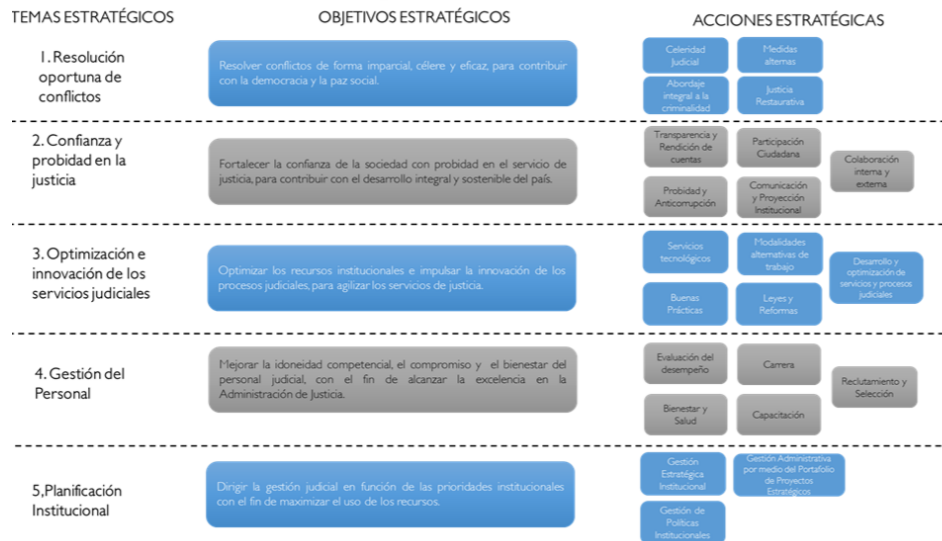 TEMAS ESTRATÉGICOS
OBJETIVOS ESTRATÉGICOS
ACCIONES ESTRATÉGICAS
1. Resolución
oportuna de
conflictos
Resolver conflictos de forma imparcial, célere y eficaz, para contribuir
con la democracia y la paz social.
Celeridad
Judicial
Medidas
alternas
Abordaje
integral a la
criminalidad
Justicia
Restaurativa
2. Confianza y
probidad en la
justicia
Fortalecer la confianza de la sociedad con probidad en el servicio de
justicia, para contribuir con el desarrollo integral y sostenible del país.
Transparencia y
Rendición de
cuentas
Participación
Ciudadana
Colaboración
interna y
externa
Probidad y
Anticorrupción
Comunicación
y Proyección
Institucional
3. Optimización e
innovación de los
servicios judiciales
Optimizar los recursos institucionales e impulsar la innovación de los
procesos judiciales, para agilizar los servicios de justicia.
Servicios
tecnológicos
Modalidades
alternativas de
trabajo
Desarrollo y
optimización de
servicios y procesos
judiciales
Buenas
Prácticas
Leyes y
Reformas
4. Gestión del
Personal
Mejorar la idoneidad competencial, el compromiso y el bienestar del
personal judicial, con el fin de alcanzar la excelencia en la
Administración de Justicia.
Evaluación del
desempeño
Carrera
Reclutamiento y
Selección
Bienestar y
Salud
Capacitación
5,Planificación
Institucional
Dirigir la gestión judicial en función de las prioridades institucionales
con el fin de maximizar el uso de los recursos.
Gestión
Estratégica
Institucional
Gestión Administrativa
por medio del Portafolio
de Proyectos
Estratégicos
Gestión de
Políticas
Institucionales